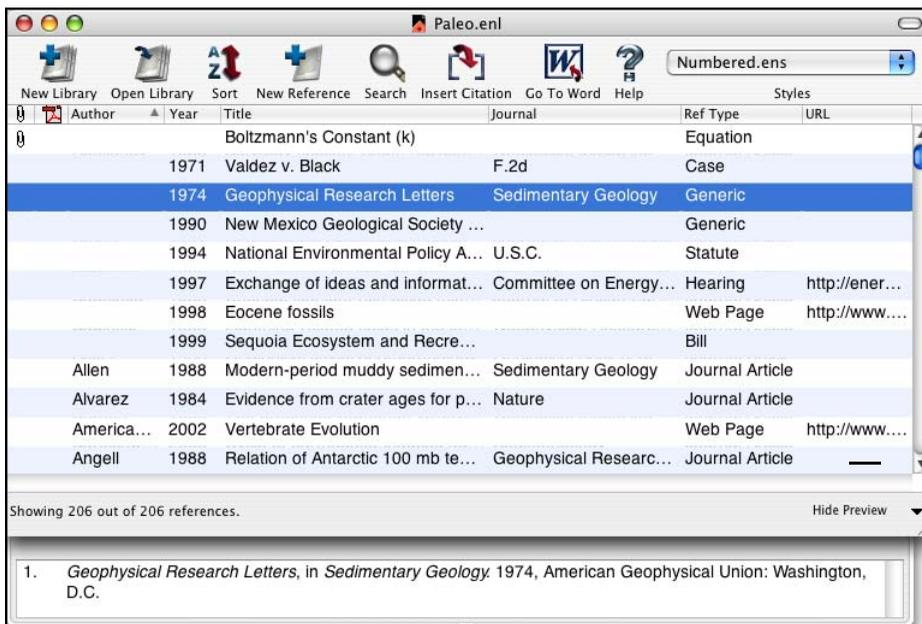 Paleo.enl
New Library Open Library Sort New Reference Search Insert Citation Go To Word Help Numbered.ens Styles
Author Year Title Journal Ref Type URL
Boltzmann's Constant (k) Equation
1971 Valdez v. Black F.2d Case
1974 Geophysical Research Letters Sedimentary Geology Generic
1990 New Mexico Geological Society ... Generic
1994 National Environmental Policy A... U.S.C. Statute
1997 Exchange of ideas and informat... Committee on Energy... Hearing http://ener...
1998 Eocene fossils Web Page http://www....
1999 Sequoia Ecosystem and Recre... Bill
Allen 1988 Modern-period muddy sedimen... Sedimentary Geology Journal Article
Alvarez 1984 Evidence from crater ages for p... Nature Journal Article
America... 2002 Vertebrate Evolution Web Page http://www....
Angell 1988 Relation of Antarctic 100 mb te... Geophysical Researc... Journal Article
Showing 206 out of 206 references. Hide Preview
1. Geophysical Research Letters, in Sedimentary Geology. 1974, American Geophysical Union: Washington,
D.C.